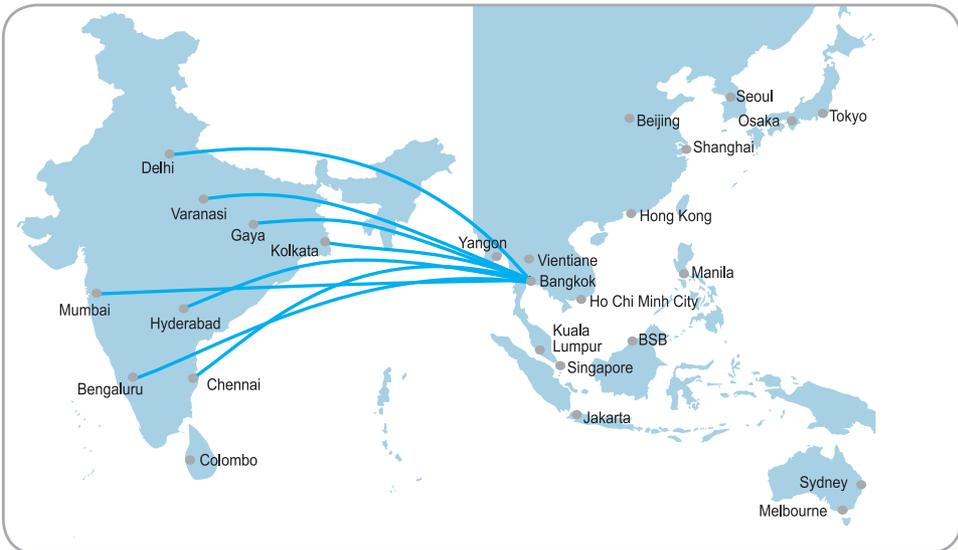 Seoul
Beijing
Osaka
Tokyo
Shanghai
Delhi
Varanasi
Hong Kong
Gaya
Kolkata
Yangon
Vientiane
Manila
Bangkok
Mumbai
Ho Chi Minh City
Hyderabad
Kuala
Lumpur
BSB
Singapore
Bengaluru
Chennai
Jakarta
Colombo
Sydney
Melbourne